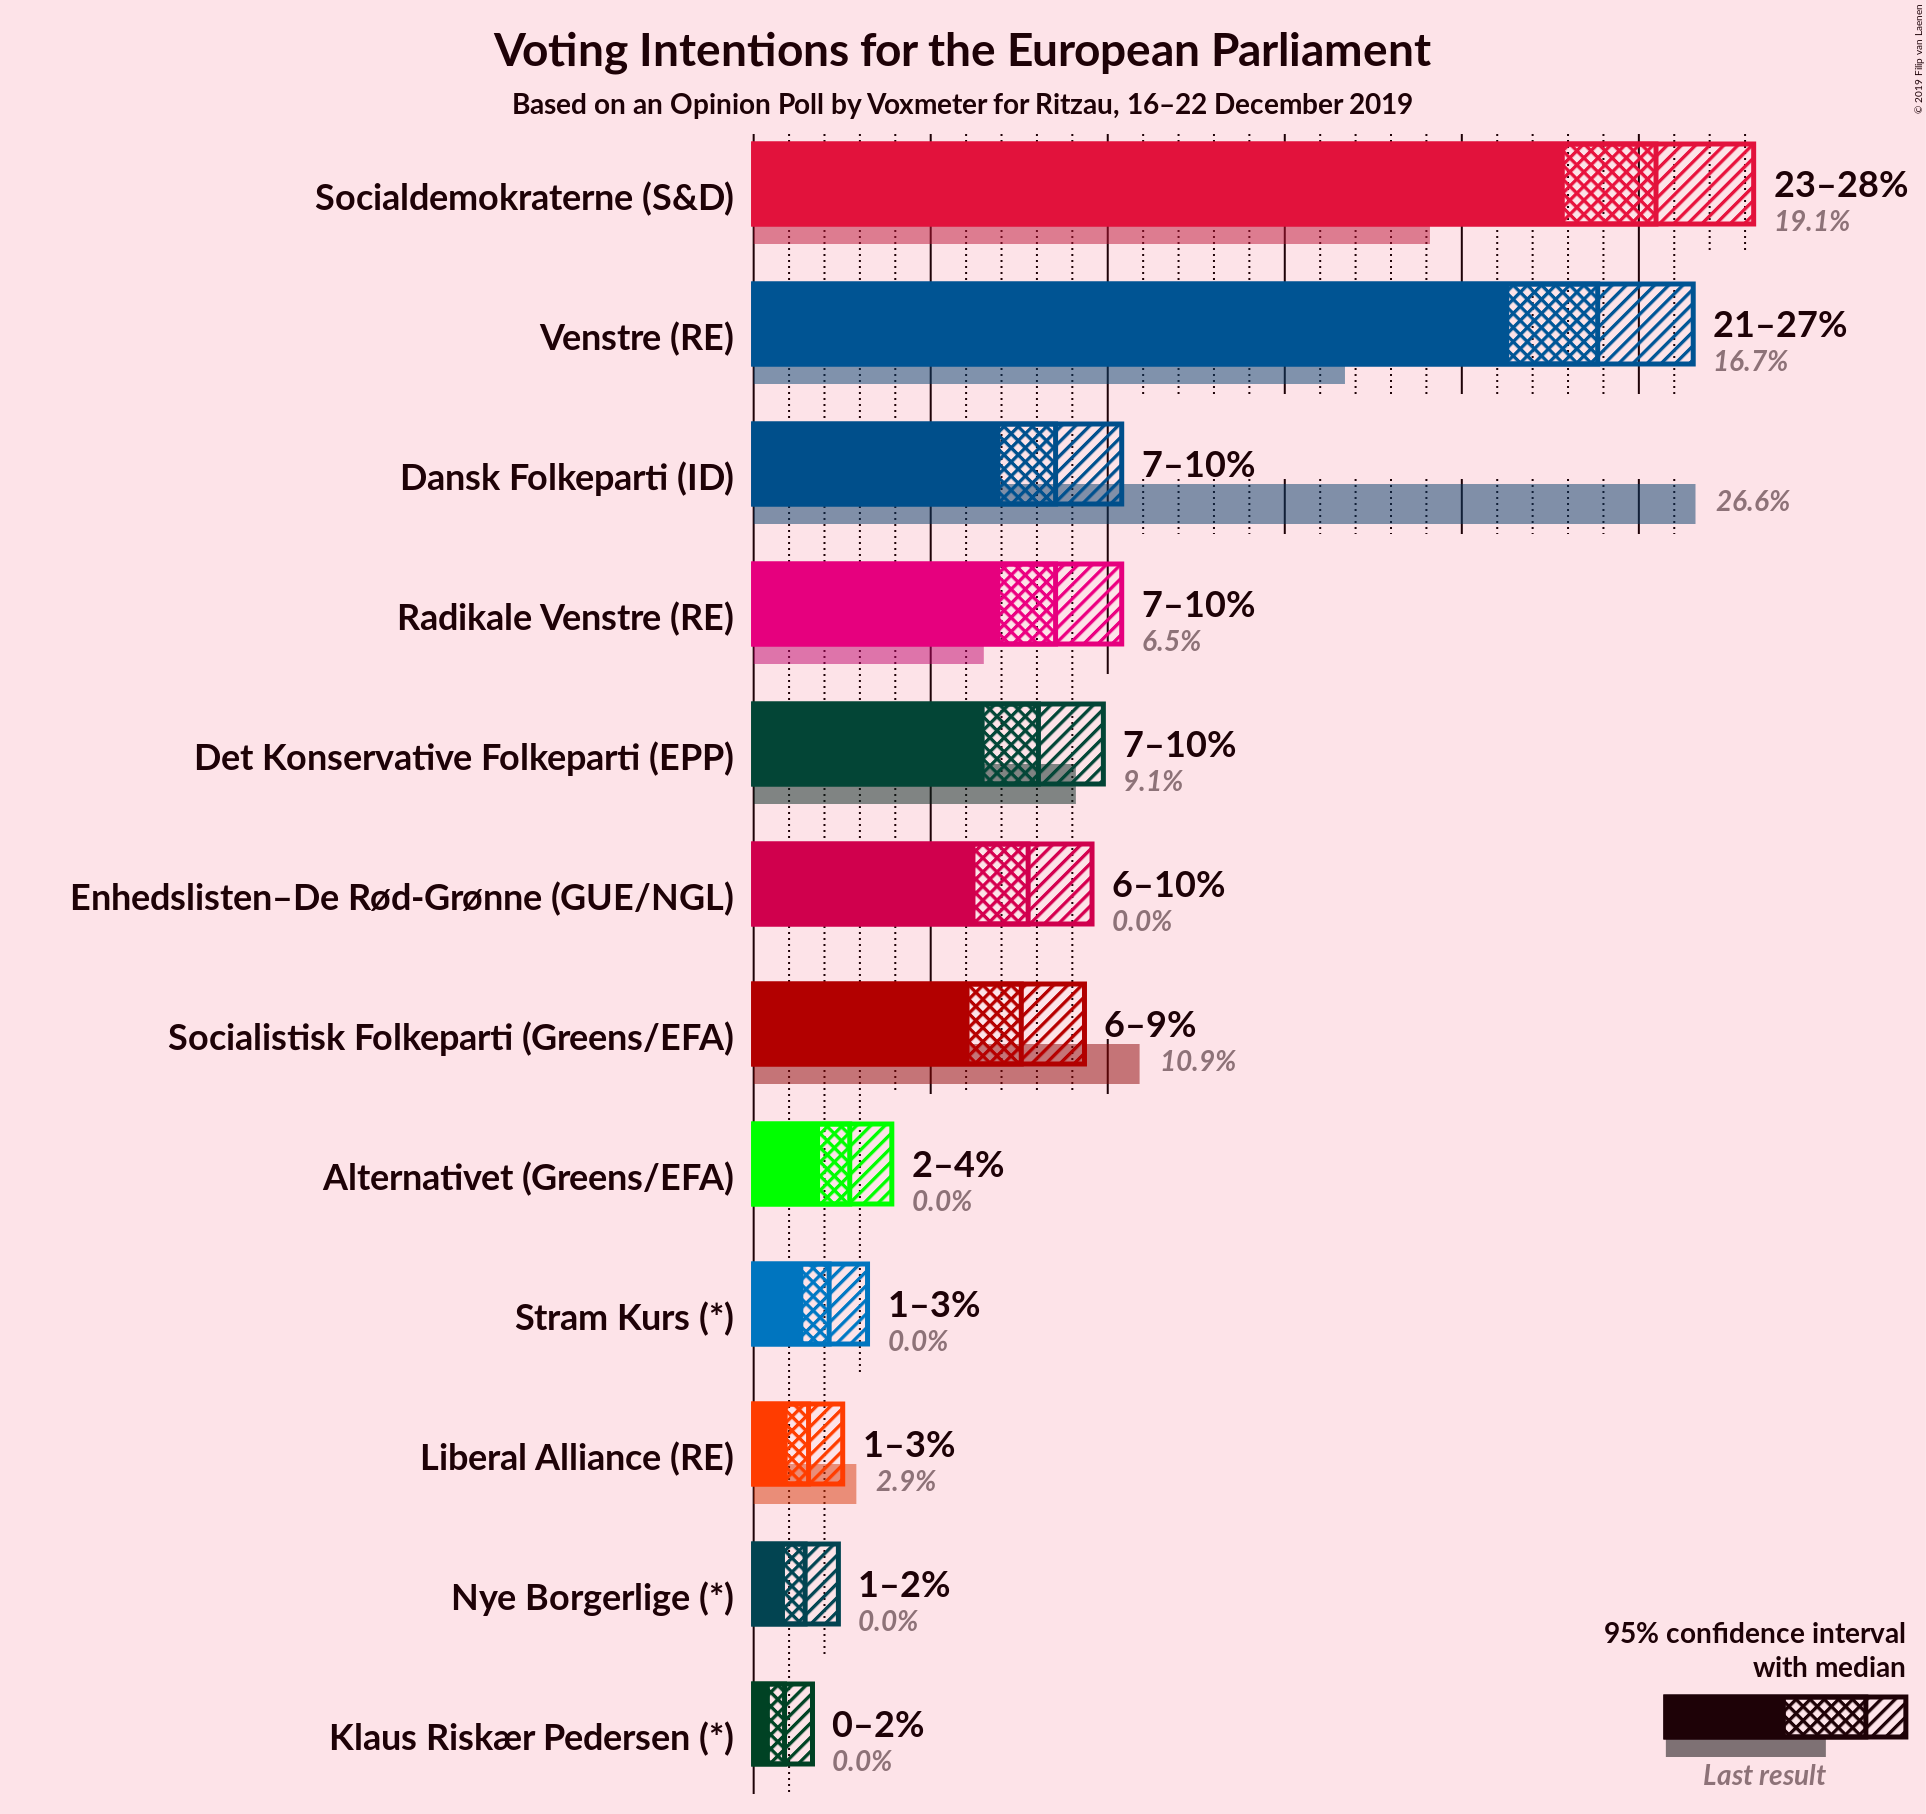 © 2019 Filip van Laenen
Voting Intentions for the European Parliament
Based on an Opinion Poll by Voxmeter for Ritzau, 16–22 December 2019
Socialdemokraterne (S&D)
23–28%
19.1%
Venstre (RE)
21–27%
16.7%
Dansk Folkeparti (ID)
7–10%
26.6%
Radikale Venstre (RE)
7–10%
6.5%
Det Konservative Folkeparti (EPP)
7–10%
9.1%
Enhedslisten–De Rød-Grønne (GUE/NGL)
6–10%
0.0%
Socialistisk Folkeparti (Greens/EFA)
6–9%
10.9%
Alternativet (Greens/EFA)
2–4%
0.0%
Stram Kurs (*)
1–3%
0.0%
Liberal Alliance (RE)
1–3%
2.9%
Nye Borgerlige (*)
1–2%
0.0%
Klaus Riskær Pedersen (*)
0–2%
0.0%
95% confidence interval
with median
Last result